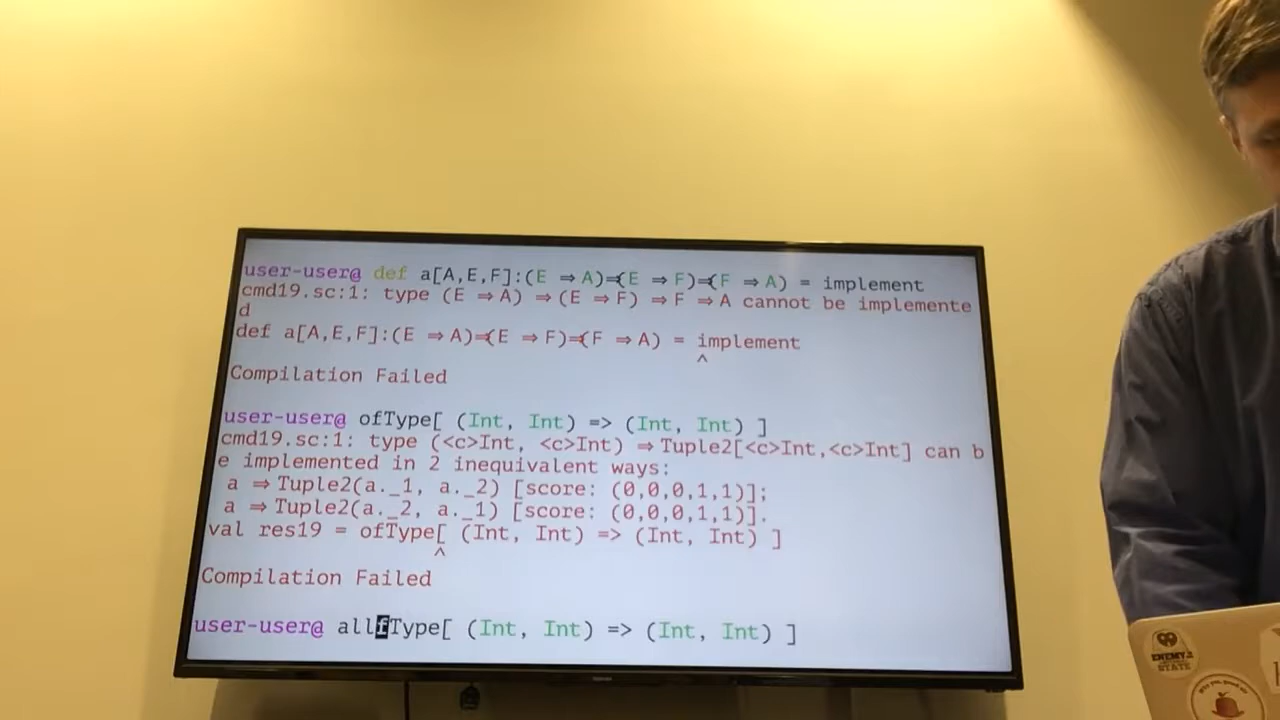 user-user@ def a[A,E,F]:(E ⇒ A)⇒(E ⇒ F)⇒(F ⇒ A) = implement
cmd19.sc:1: type (E ⇒ A) ⇒ (E ⇒ F) ⇒ F ⇒ A cannot be implemente
d
def a[A,E,F]:(E ⇒ A)⇒(E ⇒ F)⇒(F ⇒ A) = implement
^
Compilation Failed
user-user@ ofType[ (Int, Int) => (Int, Int) ]
cmd19.sc:1: type (<c>Int, <c>Int) ⇒ Tuple2[<c>Int,<c>Int] can b
e implemented in 2 inequivalent ways:
a ⇒ Tuple2(a._1, a._2) [score: (0,0,0,1,1)];
a ⇒ Tuple2(a._2, a._1) [score: (0,0,0,1,1)].
val res19 = ofType[ (Int, Int) => (Int, Int) ]
^
Compilation Failed
user-user@ allfType[ (Int, Int) => (Int, Int) ]
ENEMY
STATE